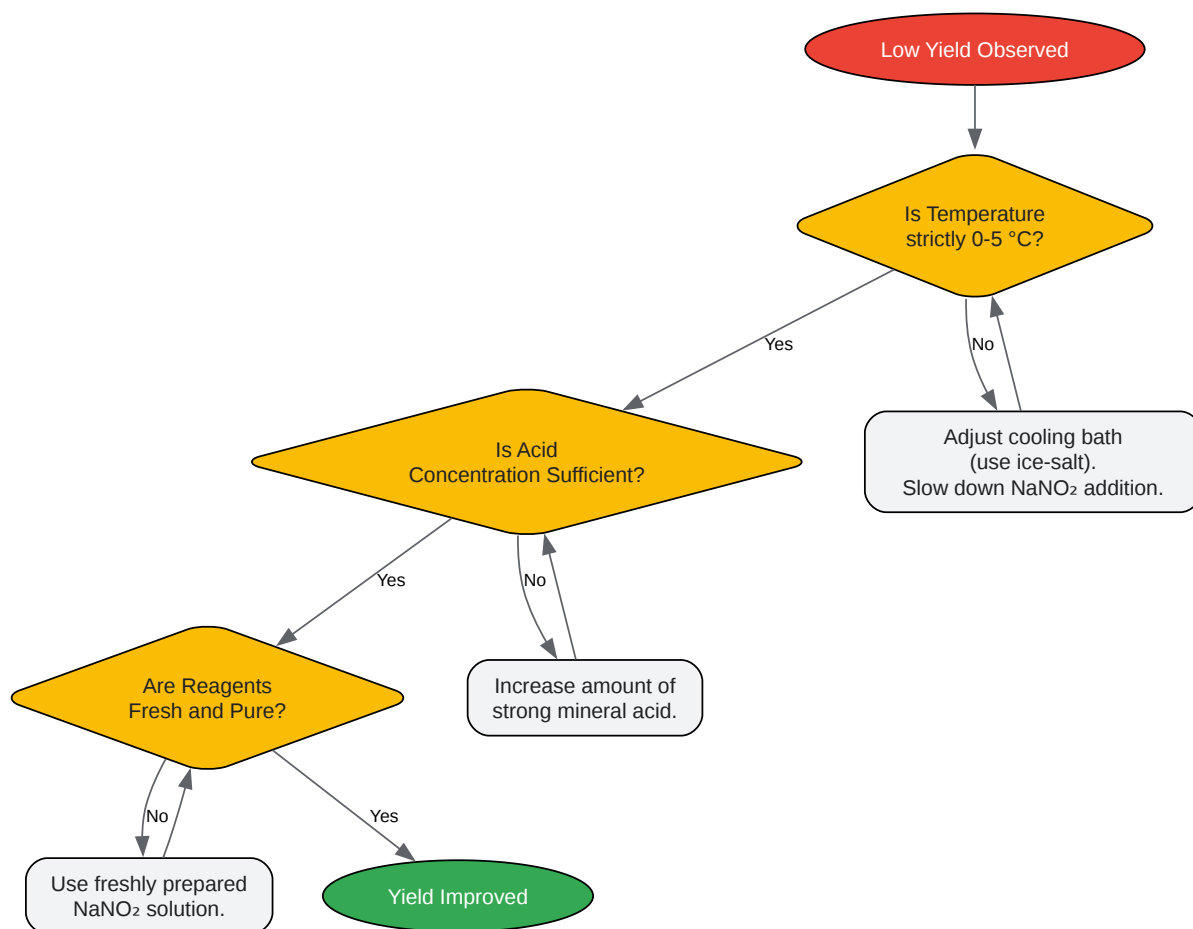 Low Yield Observed
Is Temperature
strictly 0-5 °C?
Yes
No
Adjust cooling bath
(use ice-salt).
Slow down NaNO₂ addition.
Is Acid
Concentration Sufficient?
Yes
No
Increase amount of
strong mineral acid.
Are Reagents
Fresh and Pure?
No
Yes
Use freshly prepared
NaNO₂ solution.
Yield Improved